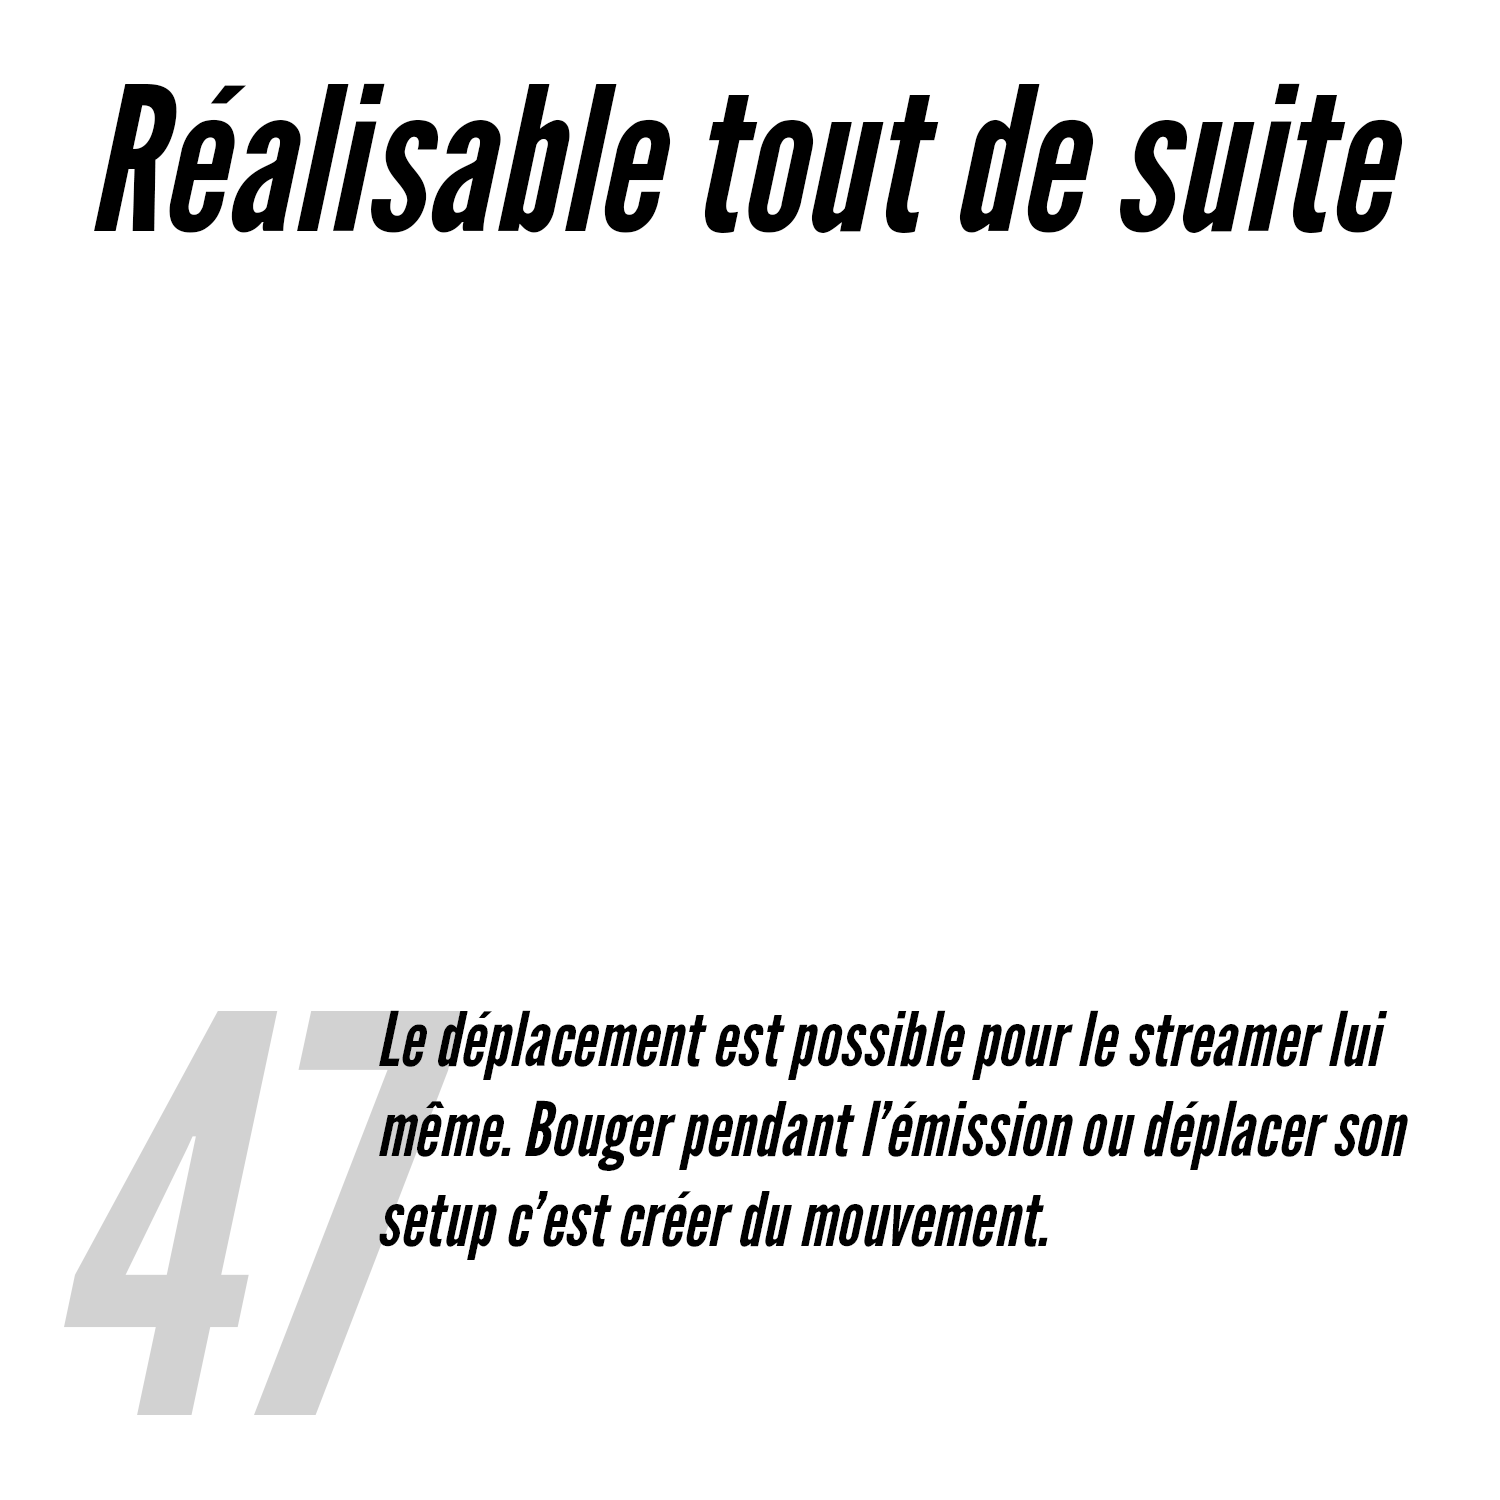 Réalisable tout de suite
47
Le déplacement est possible pour le streamer lui
même. Bouger pendant l’émission ou déplacer son
setup c’est créer du mouvement.